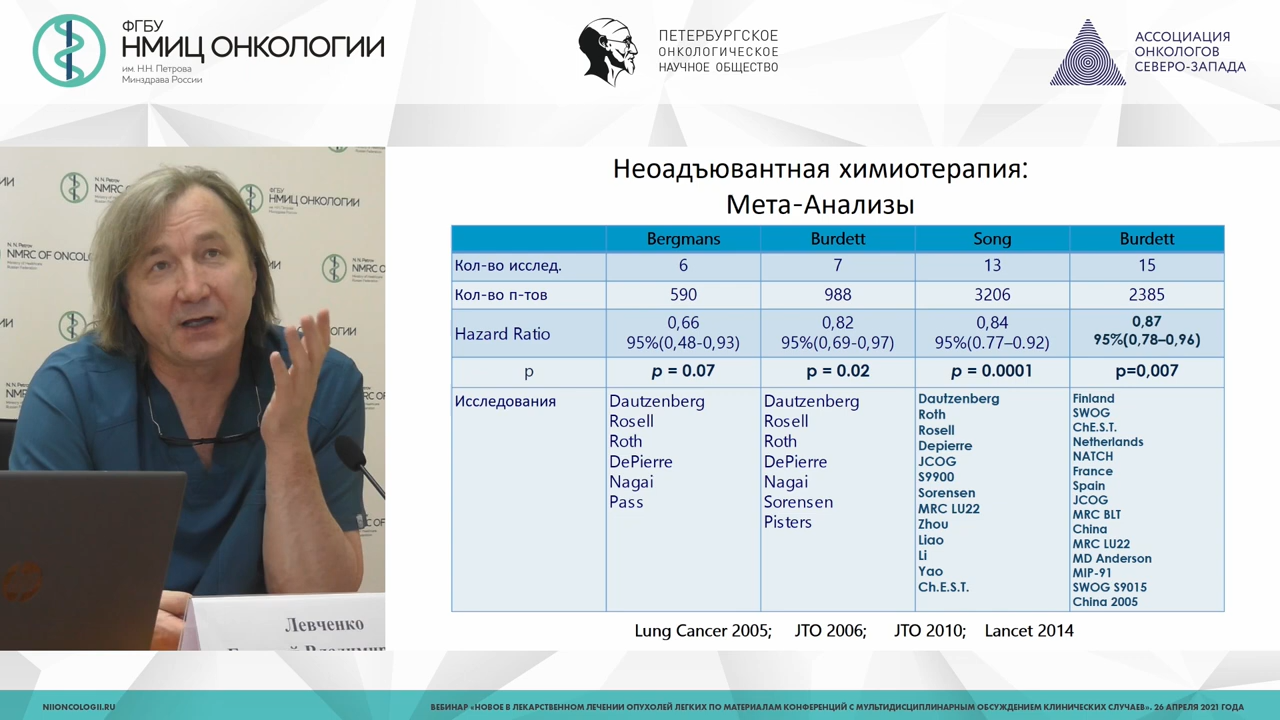 ФГБУ
НМИЦ ОНКОЛОГИИ
им. Н.Н. Петрова
Минздрава России
ПЕТЕРБУРГСКОЕ
ОНКОЛОГИЧЕСКОЕ
НАУЧНОЕ ОБЩЕСТВО
АССОЦИАЦИЯ
ОНКОЛОГОВ
СЕВЕРО-ЗАПАДА
ФГБУ
НМИЦ ОНКОЛОГИИ
NMRC OF ONCOL
NMRC O
Левченко
Неоадъювантная химиотерапия:
Мета-Анализы
Bergmans Burdett Song Burdett
Кол-во исслед. 6 7 13 15
Кол-во п-тов 590 988 3206 2385
Hazard Ratio
0,66 0,82 0,84 0,87
95%(0,48-0,93) 95%(0,69-0,97) 95%(0.77–0.92) 95%(0,78–0,96)
p p = 0.07 p = 0.02 p = 0.0001 p=0,007
Исследования
Dautzenberg
Rosell
Roth
DePierre
Nagai
Pass
Dautzenberg
Rosell
Roth
DePierre
Nagai
Sorensen
Pisters
Dautzenberg
Roth
Rosell
Depierre
JCOG
S9900
Sorensen
MRC LU22
Zhou
Liao
Li
Yao
Ch.E.S.T.
Finland
SWOG
ChE.S.T.
Netherlands
NATCH
France
Spain
JCOG
MRC BLT
China
MRC LU22
MD Anderson
MIP-91
SWOG S9015
China 2005
Lung Cancer 2005; JTO 2006; JTO 2010; Lancet 2014
NIIONCOLOGII.RU
ВЕБИНАР «НОВОЕ В ЛЕКАРСТВЕННОМ ЛЕЧЕНИИ ОПУХОЛЕЙ ЛЕГКИХ ПО МАТЕРИАЛАМ КОНФЕРЕНЦИЙ С МУЛЬТИДИСЦИПЛИНАРНЫМ ОБСУЖДЕНИЕМ КЛИНИЧЕСКИХ СЛУЧАЕВ». 26 АПРЕЛЯ 2021 ГОДА